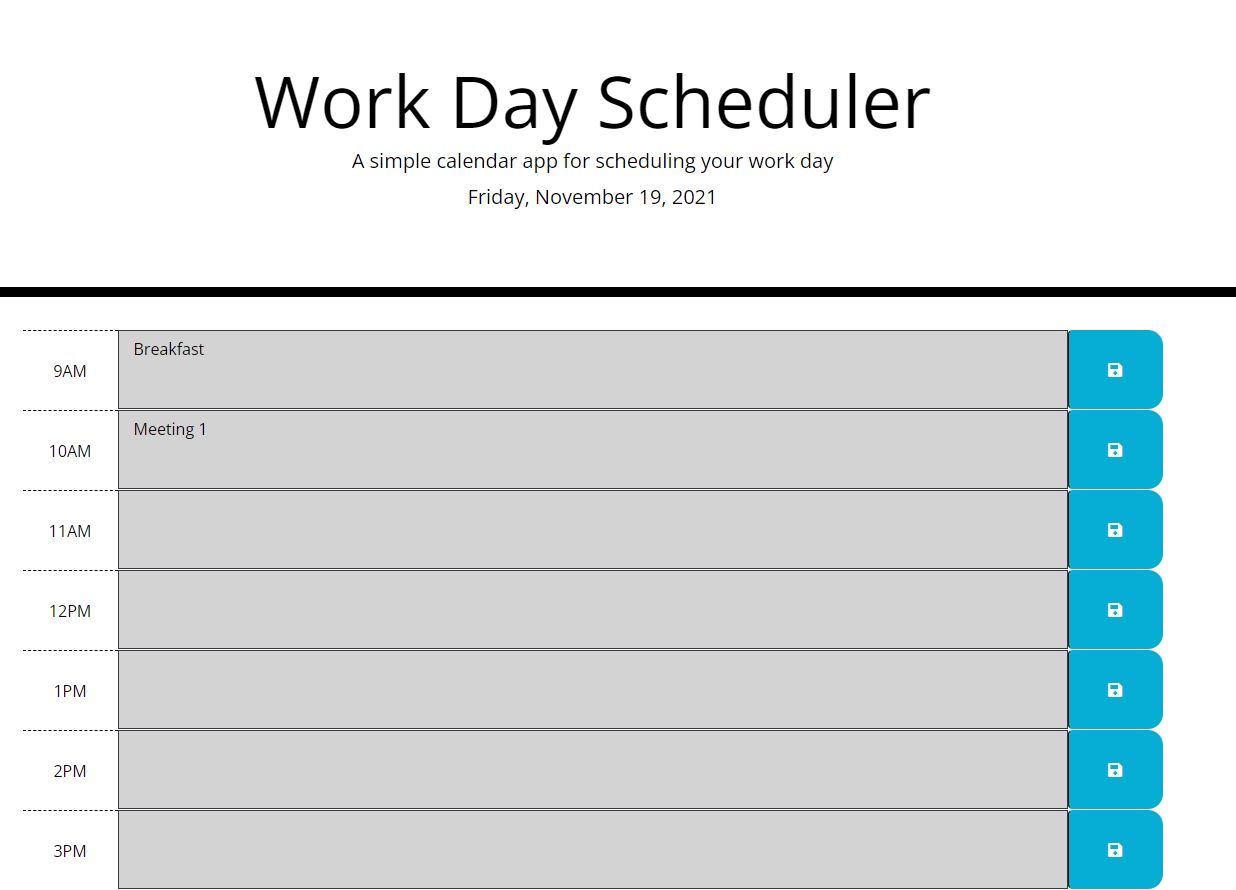 Work Day Scheduler
A simple calendar app for scheduling your work day
Friday, November 19, 2021
9AM Breakfast
10AM Meeting 1
11AM
12PM
1PM
2PM
3PM